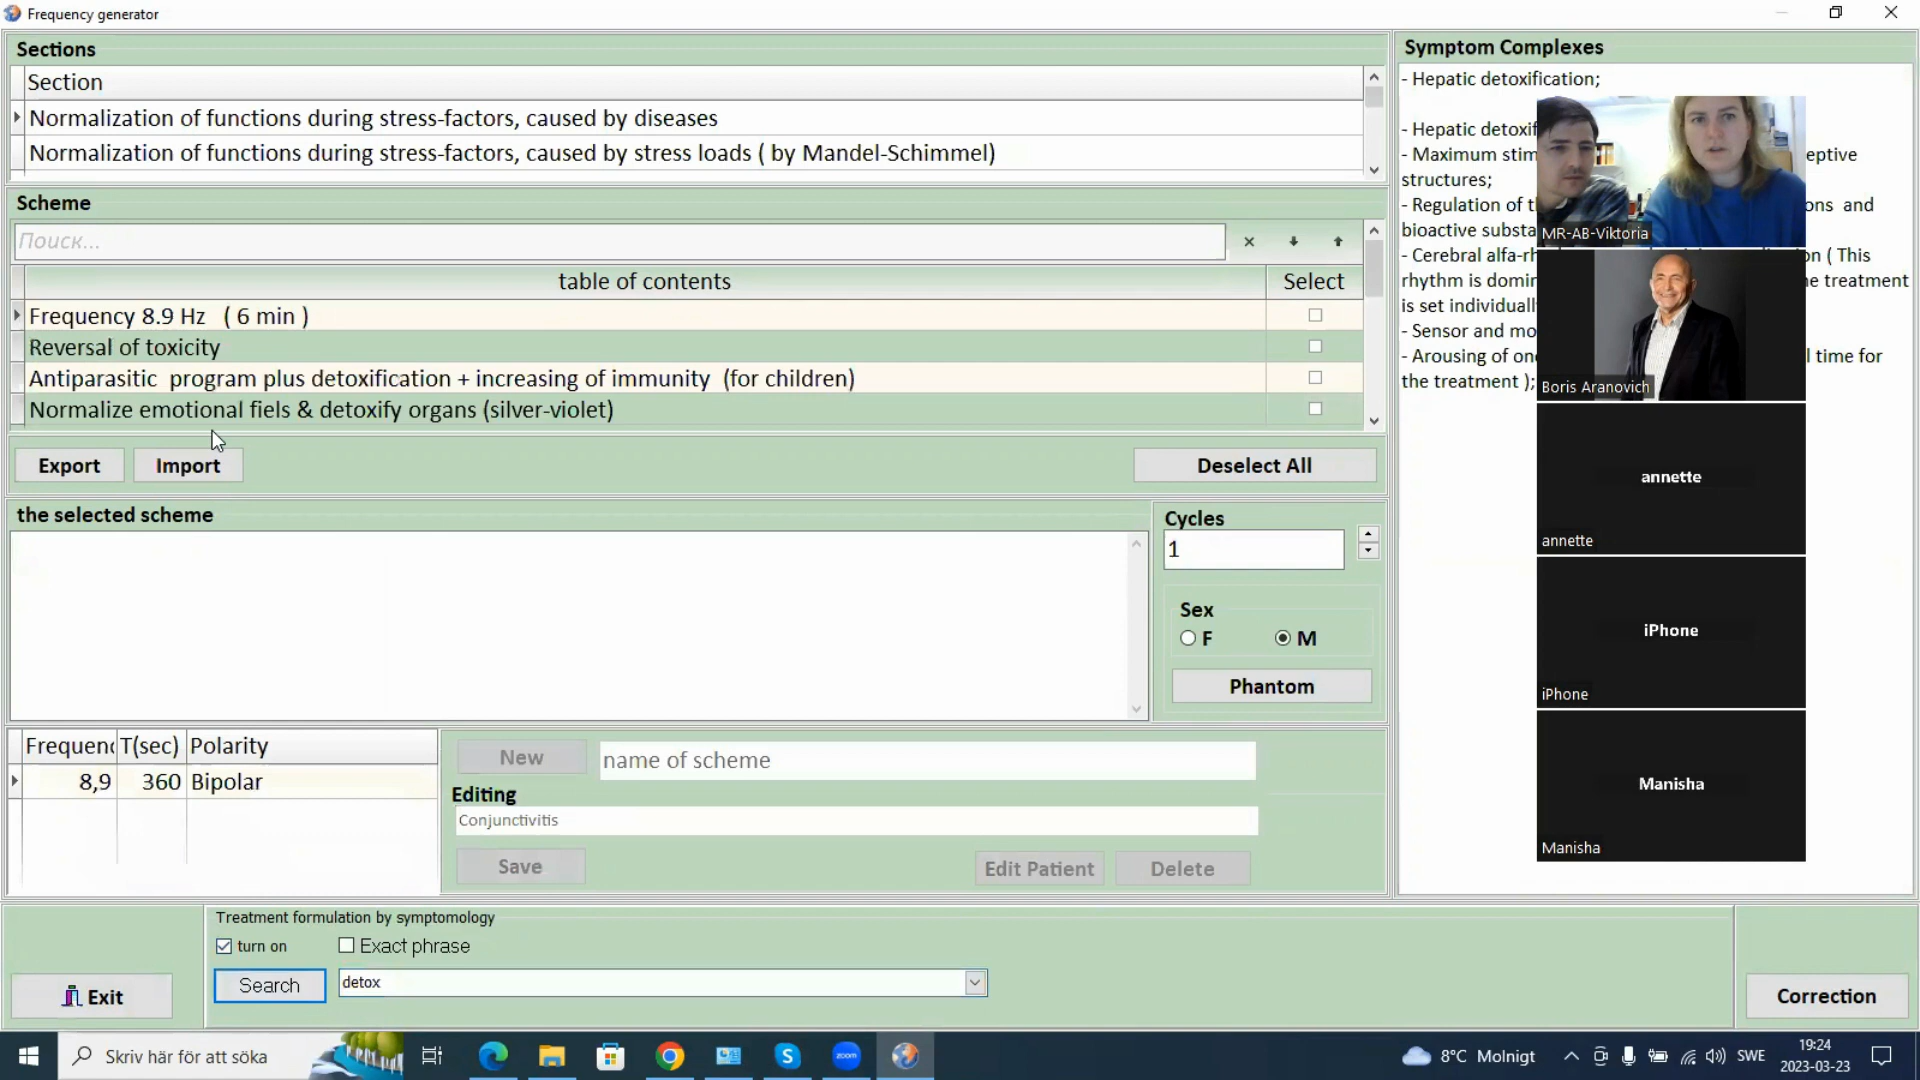 Frequency generator
Sections
Section
Normalization of functions during stress-factors, caused by diseases
Normalization of functions during stress-factors, caused by stress loads ( by Mandel-Schimmel)
Scheme
Поиск...
table of contents
Select
Frequency 8.9 Hz ( 6 min )
Reversal of toxicity
Antiparasitic program plus detoxification + increasing of immunity (for children)
Normalize emotional fiels & detoxify organs (silver-violet)
Export
Import
Deselect All
the selected scheme
Cycles
1
Sex
F
M
Phantom
Frequenc T(sec) Polarity
8,9 360 Bipolar
New
name of scheme
Editing
Conjunctivitis
Save
Edit Patient
Delete
Symptom Complexes
- Hepatic detoxification;
- Hepatic detoxif
- Maximum stim eptive
structures;
- Regulation of t ons and
bioactive substa
- Cerebral alfa-rh on ( This
rhythm is domin e treatment
is set individuall
- Sensor and mo
- Arousing of on l time for
the treatment );
MR-AB-Viktoria
Boris Aranovich
annette
annette
iPhone
iPhone
Manisha
Manisha
Treatment formulation by symptomology
turn on
Exact phrase
Search
detox
Exit
Correction
Skriv här för att söka
zoom
8°C Molnigt
SWE
19:24
2023-03-23